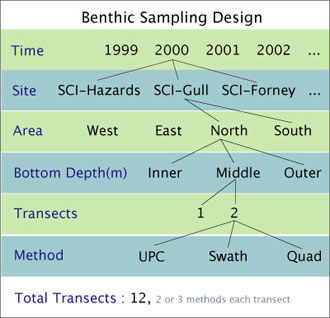 Benthic Sampling Design
Time 1999 2000 2001 2002 ...
Site SCI-Hazards SCI-Gull SCI-Forney ...
Area West East North South
Bottom Depth(m) Inner Middle Outer
Transects 1 2
Method UPC Swath Quad
Total Transects : 12, 2 or 3 methods each transect